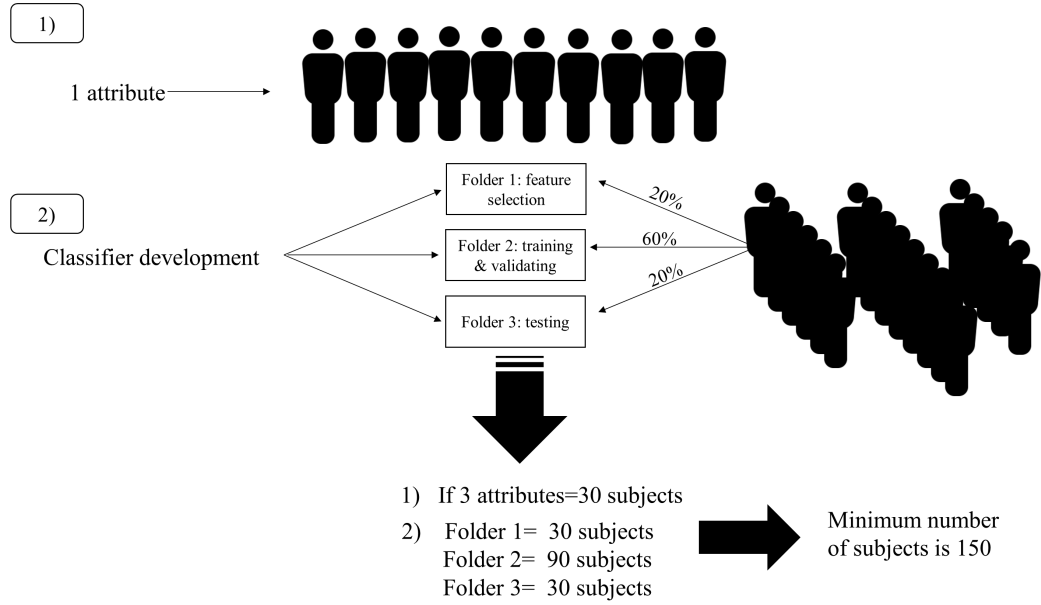 1)
1 attribute
2)
Classifier development
Folder 1: feature
selection
Folder 2: training
& validating
Folder 3: testing
20%
60%
20%
1) If 3 attributes=30 subjects
2) Folder 1= 30 subjects
Folder 2= 90 subjects
Folder 3= 30 subjects
Minimum number
of subjects is 150